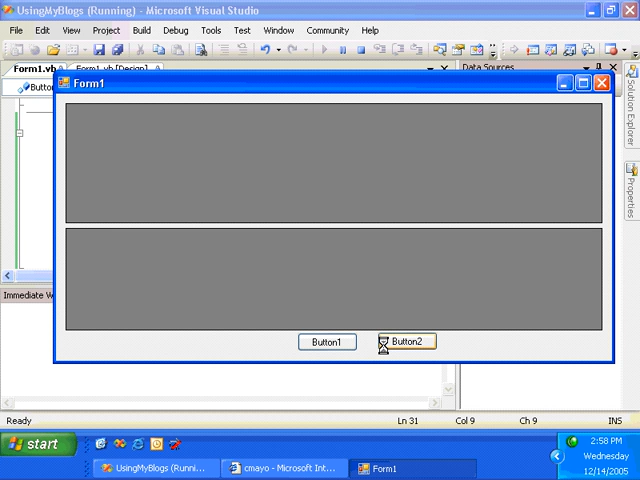 UsingMyBlogs (Running) - Microsoft Visual Studio
File Edit View Project Build Debug Tools Test Window Community Help
Form1.vb Form1.vb [Design] Data Sources
Button
Form1
Solution Explorer
Properties
Immediate W
Button1 Button2
Ready Ln 31 Col 9 Ch 9 INS
start 2:58 PM
Wednesday
UsingMyBlogs (Runni... cmayo - Microsoft Int... Form1 12/14/2005